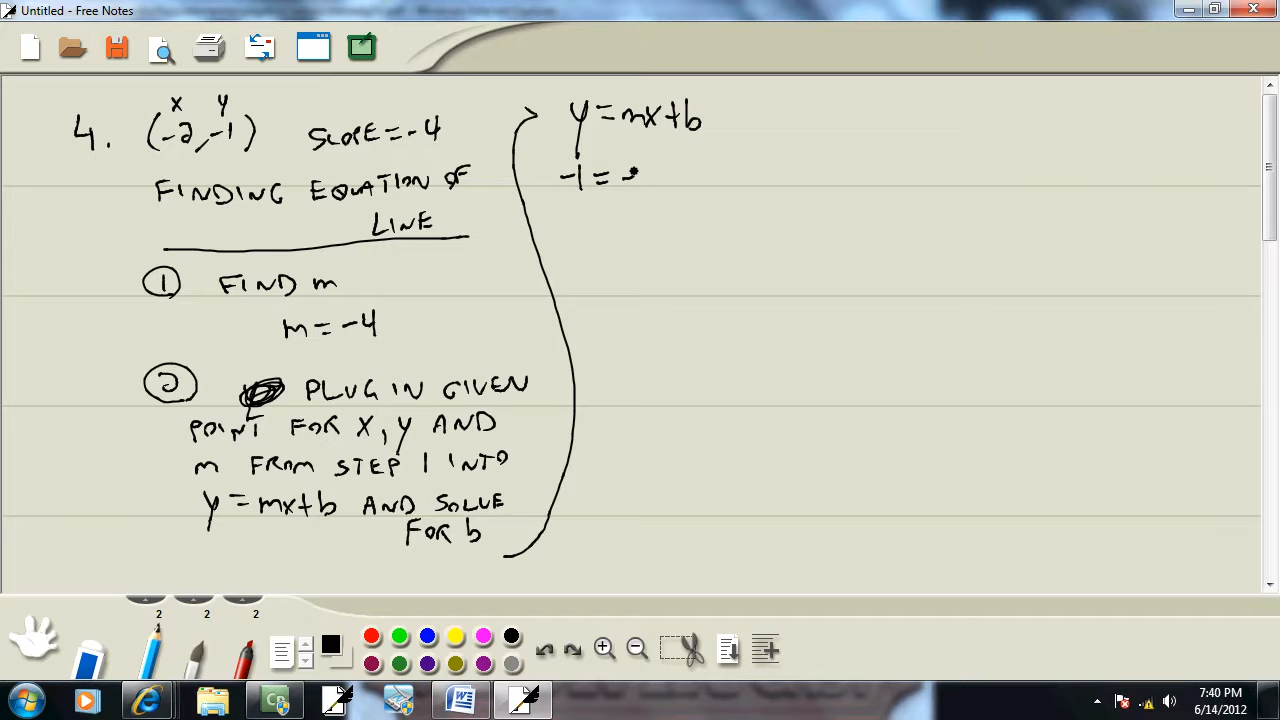 Untitled - Free Notes
x y
4. (-2,-1) SLOPE = -4
FINDING EQUATION OF
LINE
① FIND m
m = -4
② PLUG IN GIVEN
POINT FOR X, Y AND
m FROM STEP 1 INTO
y = mx+b AND SOLVE
FOR b
y = mx+b
-1 = -
2 2 2
7:40 PM
6/14/2012